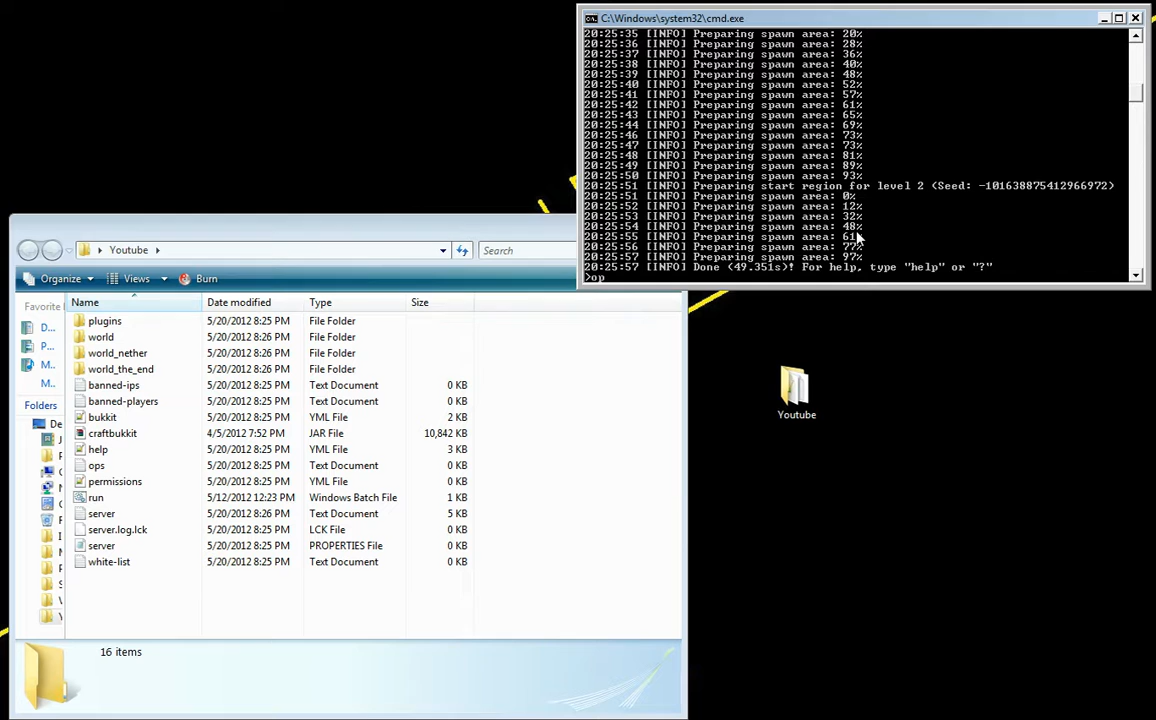 C:\Windows\system32\cmd.exe
20:25:35 [INFO] Preparing spawn area: 20%
20:25:36 [INFO] Preparing spawn area: 28%
20:25:37 [INFO] Preparing spawn area: 36%
20:25:38 [INFO] Preparing spawn area: 40%
20:25:39 [INFO] Preparing spawn area: 48%
20:25:40 [INFO] Preparing spawn area: 52%
20:25:41 [INFO] Preparing spawn area: 57%
20:25:42 [INFO] Preparing spawn area: 61%
20:25:43 [INFO] Preparing spawn area: 65%
20:25:44 [INFO] Preparing spawn area: 69%
20:25:46 [INFO] Preparing spawn area: 73%
20:25:47 [INFO] Preparing spawn area: 73%
20:25:48 [INFO] Preparing spawn area: 81%
20:25:49 [INFO] Preparing spawn area: 89%
20:25:50 [INFO] Preparing spawn area: 93%
20:25:51 [INFO] Preparing start region for level 2 (Seed: -101638875412966972)
20:25:51 [INFO] Preparing spawn area: 0%
20:25:52 [INFO] Preparing spawn area: 12%
20:25:53 [INFO] Preparing spawn area: 32%
20:25:54 [INFO] Preparing spawn area: 48%
20:25:55 [INFO] Preparing spawn area: 61%
20:25:56 [INFO] Preparing spawn area: 77%
20:25:57 [INFO] Preparing spawn area: 97%
20:25:57 [INFO] Done (49.351s)! For help, type "help" or "?"
>op
Youtube
Search
Organize Views Burn
Favorite
D...
P...
M...
M..
Folders
De
Name Date modified Type Size
plugins 5/20/2012 8:25 PM File Folder
world 5/20/2012 8:26 PM File Folder
world_nether 5/20/2012 8:26 PM File Folder
world_the_end 5/20/2012 8:26 PM File Folder
banned-ips 5/20/2012 8:25 PM Text Document 0 KB
banned-players 5/20/2012 8:25 PM Text Document 0 KB
bukkit 5/20/2012 8:25 PM YML File 2 KB
craftbukkit 4/5/2012 7:52 PM JAR File 10,842 KB
help 5/20/2012 8:25 PM YML File 3 KB
ops 5/20/2012 8:25 PM Text Document 0 KB
permissions 5/20/2012 8:25 PM YML File 0 KB
run 5/12/2012 12:23 PM Windows Batch File 1 KB
server 5/20/2012 8:26 PM Text Document 5 KB
server.log.lck 5/20/2012 8:25 PM LCK File 0 KB
server 5/20/2012 8:25 PM PROPERTIES File 1 KB
white-list 5/20/2012 8:25 PM Text Document 0 KB
16 items
Youtube